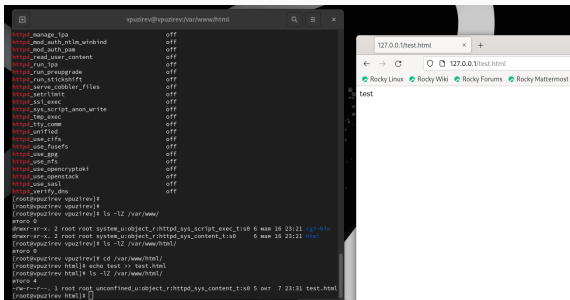 vpuzirev@vpuzirev:/var/www/html
httpd_manage_ipa off
httpd_mod_auth_ntlm_winbind off
httpd_mod_auth_pam off
httpd_read_user_content off
httpd_run_ipa off
httpd_run_preupgrade off
httpd_run_stickshift off
httpd_serve_cobbler_files off
httpd_setrlimit off
httpd_ssi_exec off
httpd_sys_script_anon_write off
httpd_tmp_exec off
httpd_tty_comm off
httpd_unified off
httpd_use_cifs off
httpd_use_fusefs off
httpd_use_gpg off
httpd_use_nfs off
httpd_use_opencryptoki off
httpd_use_openstack off
httpd_use_sasl off
httpd_verify_dns off
[root@vpuzirev vpuzirev]#
[root@vpuzirev vpuzirev]#
[root@vpuzirev vpuzirev]# ls -lZ /var/www/
итого 0
drwxr-xr-x. 2 root root system_u:object_r:httpd_sys_script_exec_t:s0 6 мая 16 23:21 cgi-bin
drwxr-xr-x. 2 root root system_u:object_r:httpd_sys_content_t:s0 6 мая 16 23:21 html
[root@vpuzirev vpuzirev]# ls -lZ /var/www/html/
итого 0
[root@vpuzirev vpuzirev]# cd /var/www/html/
[root@vpuzirev html]# echo test >> test.html
[root@vpuzirev html]# ls -lZ /var/www/html/
итого 4
-rw-r--r--. 1 root root unconfined_u:object_r:httpd_sys_content_t:s0 5 окт 7 23:31 test.html
[root@vpuzirev html]#
127.0.0.1/test.html
127.0.0.1/test.html
Rocky Linux Rocky Wiki Rocky Forums Rocky Mattermost
test